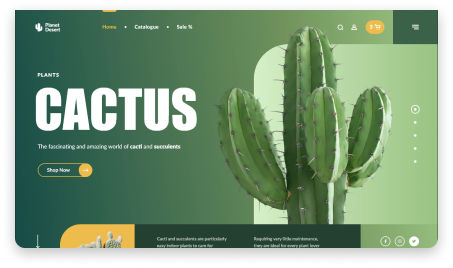 Planet
Desert
Home
Catalogue
Sale %
PLANTS
CACTUS
The fascinating and amazing world of cacti and succulents
Shop Now
Cacti and succulents are particularly
easy indoor plants to care for
Requiring very little maintenance,
they are ideal for every plant lover